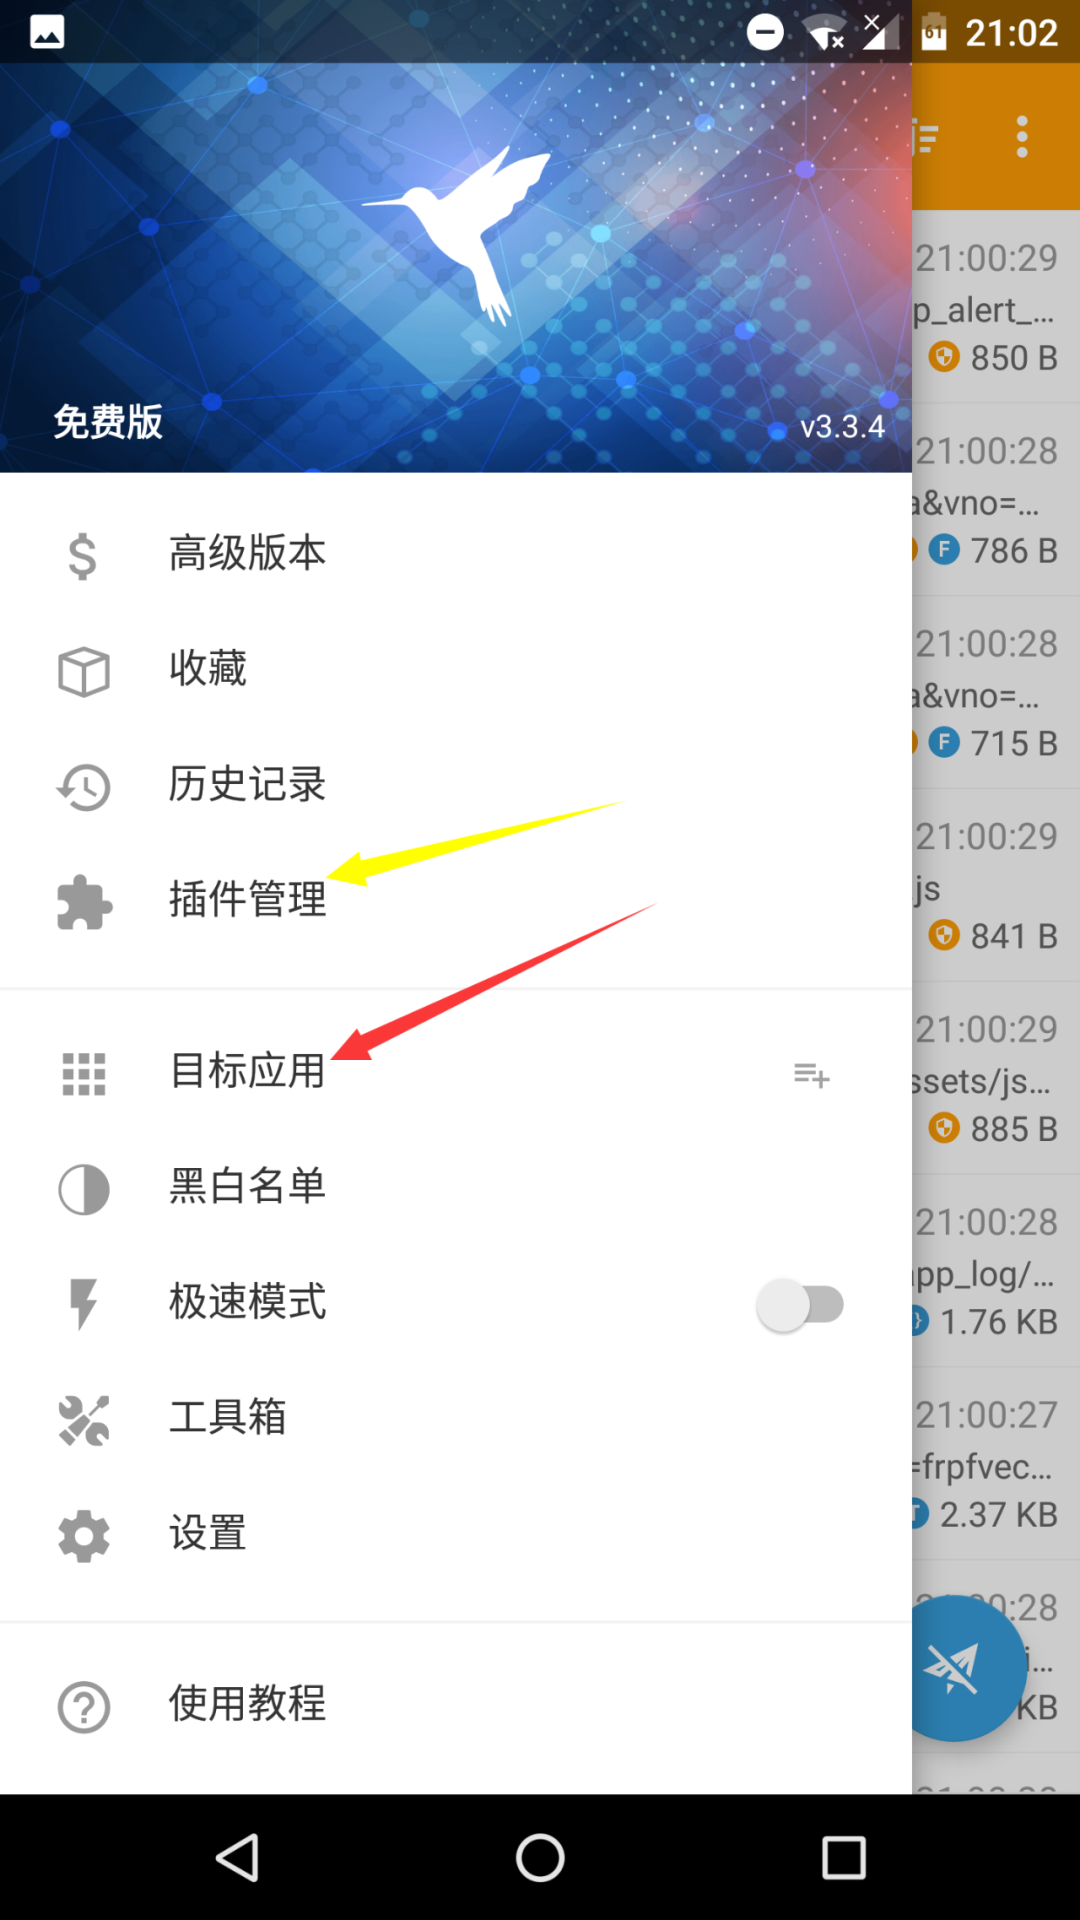 61 21:02
免费版
v3.3.4
高级版本
收藏
历史记录
插件管理
目标应用
黑白名单
极速模式
工具箱
设置
使用教程
21:00:29
p_alert_...
850 B
21:00:28
a&vno=...
F 786 B
21:00:28
a&vno=...
F 715 B
21:00:29
js
841 B
21:00:29
ssets/js...
885 B
21:00:28
pp_log/...
1.76 KB
21:00:27
=frpfvec...
T 2.37 KB
0:28
i...
KB